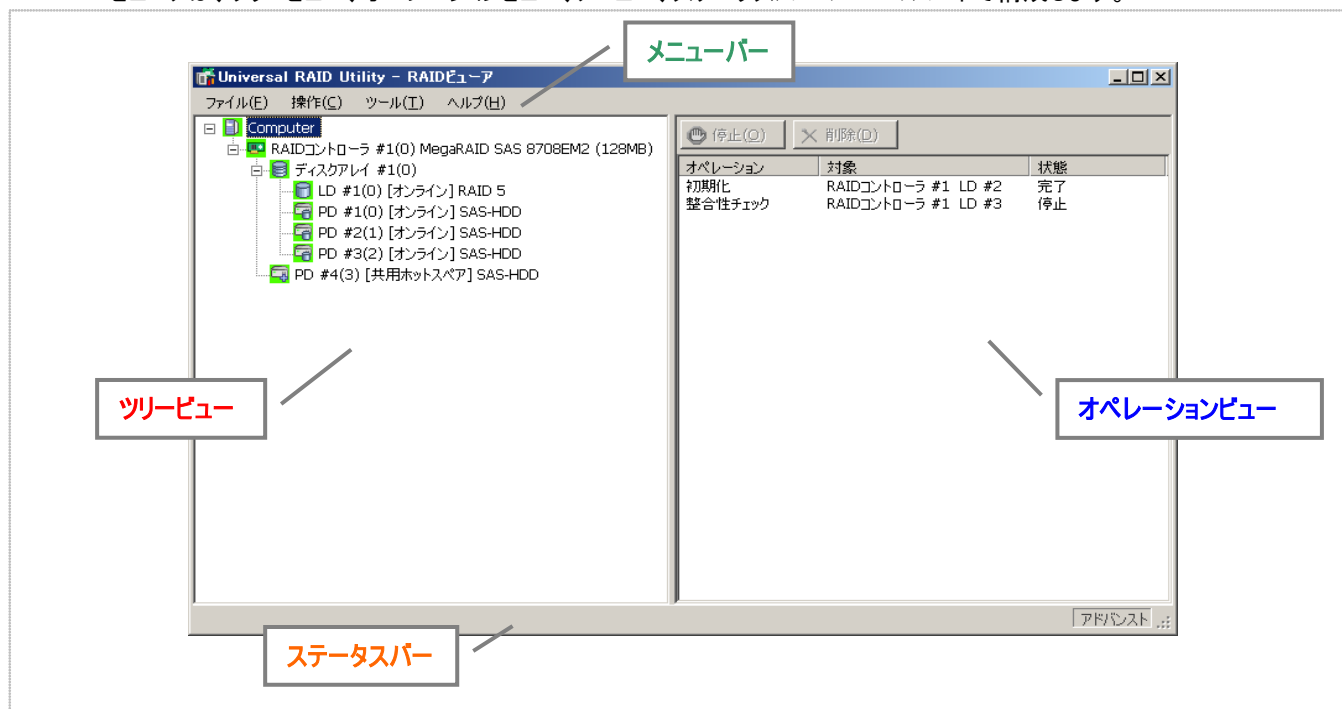 メニューバー
Universal RAID Utility - RAIDビューア
ファイル(F) 操作(C) ツール(T) ヘルプ(H)
Computer
RAIDコントローラ #1(0) MegaRAID SAS 8708EM2 (128MB)
ディスクアレイ #1(0)
LD #1(0) [オンライン] RAID 5
PD #1(0) [オンライン] SAS-HDD
PD #2(1) [オンライン] SAS-HDD
PD #3(2) [オンライン] SAS-HDD
PD #4(3) [共用ホットスペア] SAS-HDD
停止(O) 削除(D)
オペレーション 対象 状態
初期化 RAIDコントローラ #1 LD #2 完了
整合性チェック RAIDコントローラ #1 LD #3 停止
ツリービュー
オペレーションビュー
アドバンスト
ステータスバー